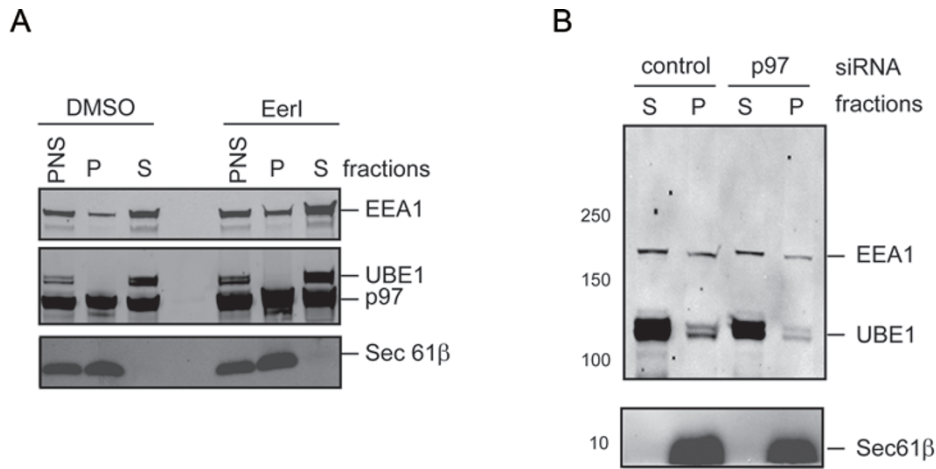 A
DMSO EerI
PNS P S PNS P S fractions
EEA1
UBE1
p97
Sec 61β
B
control p97 siRNA
S P S P fractions
250
EEA1
150
UBE1
100
10 Sec61β